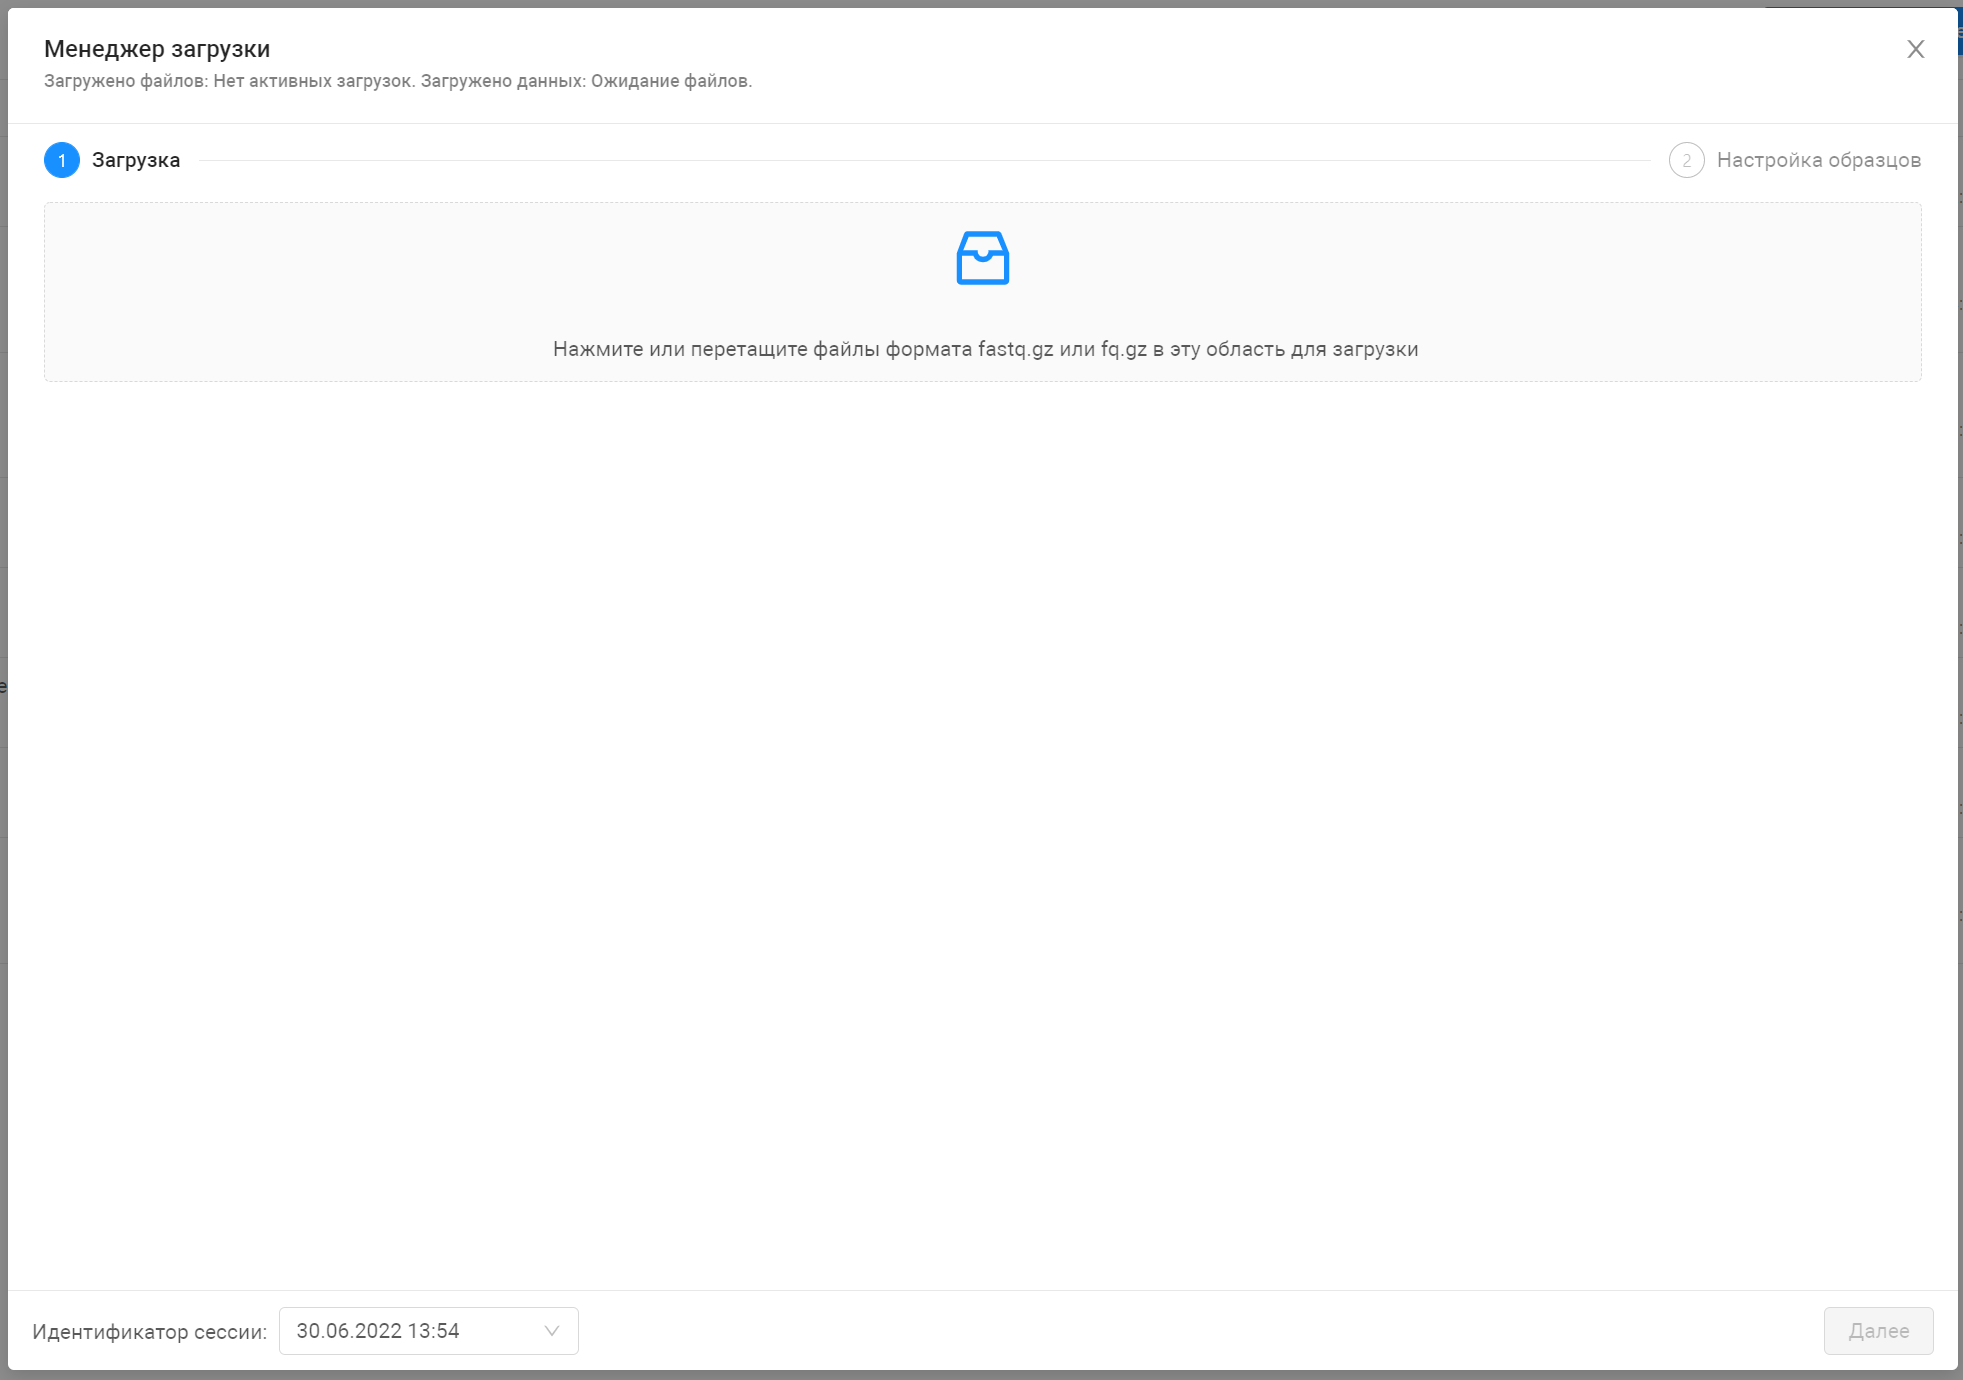 Менеджер загрузки
Загружено файлов: Нет активных загрузок. Загружено данных: Ожидание файлов.
1 Загрузка
2 Настройка образцов
Нажмите или перетащите файлы формата fastq.gz или fq.gz в эту область для загрузки
Идентификатор сессии: 30.06.2022 13:54
Далее